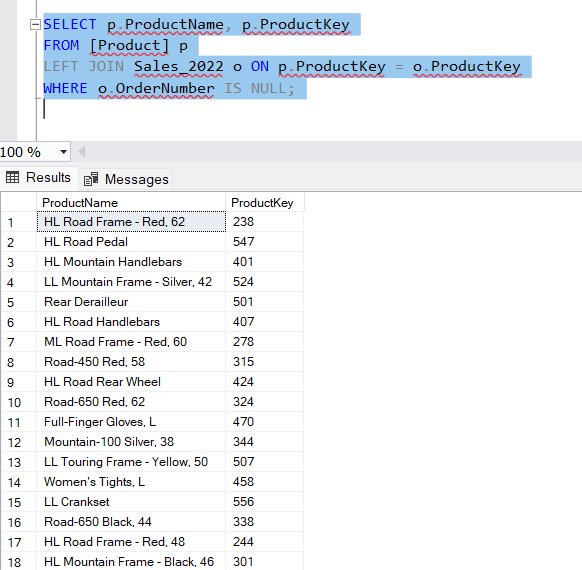 SELECT p.ProductName, p.ProductKey
FROM [Product] p
LEFT JOIN Sales_2022 o ON p.ProductKey = o.ProductKey
WHERE o.OrderNumber IS NULL;
100 %
Results Messages
ProductName ProductKey
1 HL Road Frame - Red, 62 238
2 HL Road Pedal 547
3 HL Mountain Handlebars 401
4 LL Mountain Frame - Silver, 42 524
5 Rear Derailleur 501
6 HL Road Handlebars 407
7 ML Road Frame - Red, 60 278
8 Road-450 Red, 58 315
9 HL Road Rear Wheel 424
10 Road-650 Red, 62 324
11 Full-Finger Gloves, L 470
12 Mountain-100 Silver, 38 344
13 LL Touring Frame - Yellow, 50 507
14 Women's Tights, L 458
15 LL Crankset 556
16 Road-650 Black, 44 338
17 HL Road Frame - Red, 48 244
18 HL Mountain Frame - Black, 46 301